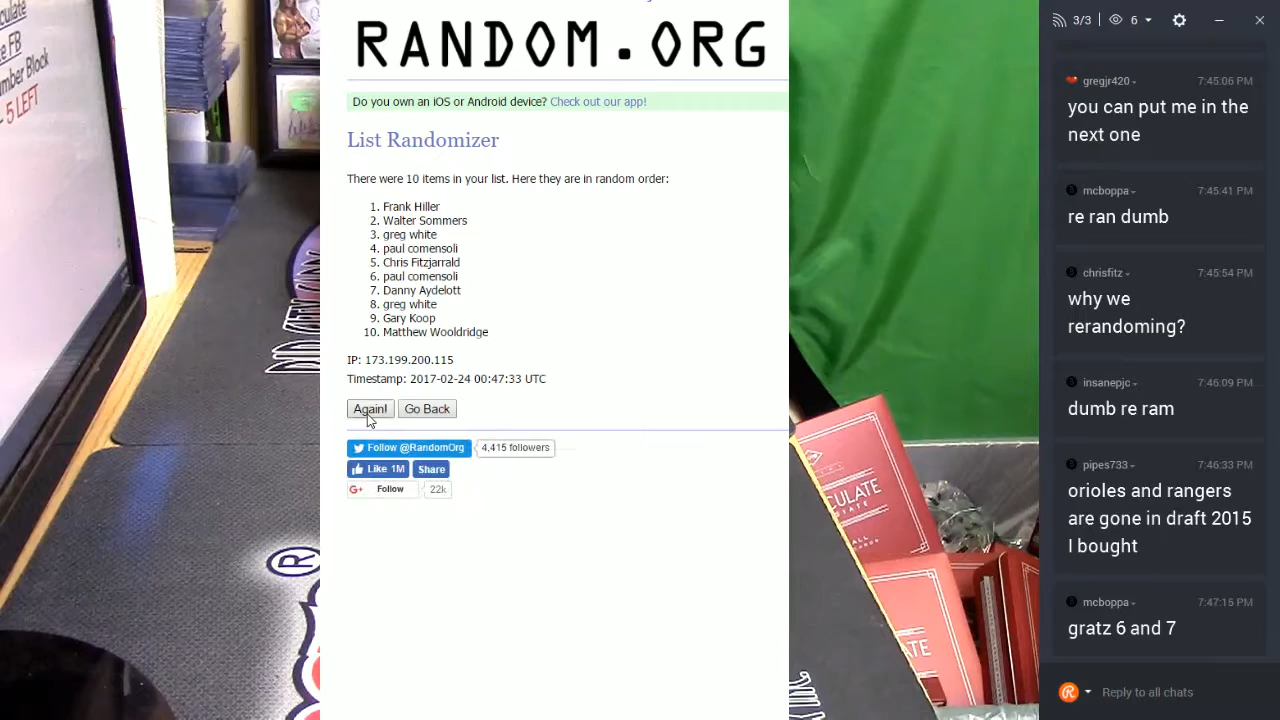 culate
e FB
umber Block
- 5 LEFT
RANDOM.ORG
Do you own an iOS or Android device? Check out our app!
List Randomizer
There were 10 items in your list. Here they are in random order:
1. Frank Hiller
2. Walter Sommers
3. greg white
4. paul comensoli
5. Chris Fitzjarrald
6. paul comensoli
7. Danny Aydelott
8. greg white
9. Gary Koop
10. Matthew Wooldridge
IP: 173.199.200.115
Timestamp: 2017-02-24 00:47:33 UTC
Again! Go Back
Follow @RandomOrg 4,415 followers
Like 1M Share
G+ Follow 22k
CULATE
STATE
ATE
®
3/3 6
gregjr420 7:45:06 PM
you can put me in the
next one
mcboppa 7:45:41 PM
re ran dumb
chrisfitz 7:45:54 PM
why we
rerandoming?
insanepjc 7:46:09 PM
dumb re ram
pipes733 7:46:33 PM
orioles and rangers
are gone in draft 2015
I bought
mcboppa 7:47:15 PM
gratz 6 and 7
Reply to all chats